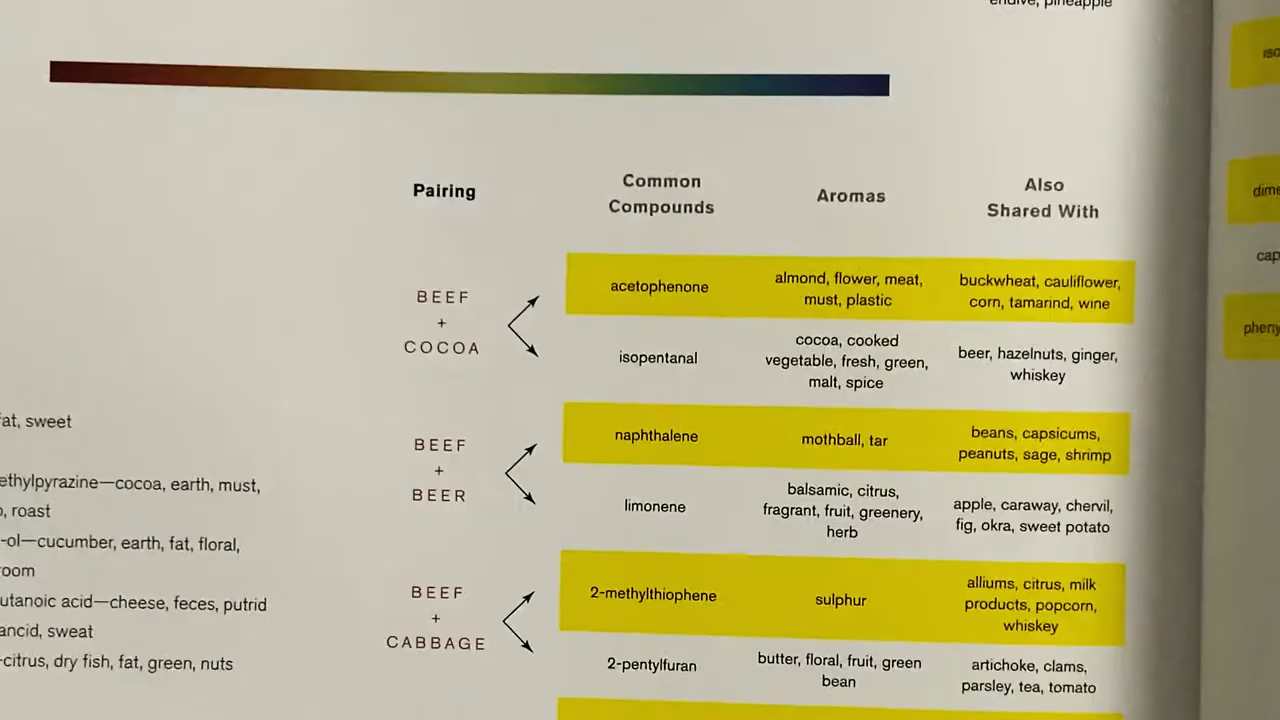 endive, pineapple
Pairing
Common
Compounds
Aromas
Also
Shared With
BEEF
+
COCOA
acetophenone
almond, flower, meat,
must, plastic
buckwheat, cauliflower,
corn, tamarind, wine
isopentanal
cocoa, cooked
vegetable, fresh, green,
malt, spice
beer, hazelnuts, ginger,
whiskey
BEEF
+
BEER
naphthalene
mothball, tar
beans, capsicums,
peanuts, sage, shrimp
limonene
balsamic, citrus,
fragrant, fruit, greenery,
herb
apple, caraway, chervil,
fig, okra, sweet potato
BEEF
+
CABBAGE
2-methylthiophene
sulphur
alliums, citrus, milk
products, popcorn,
whiskey
2-pentylfuran
butter, floral, fruit, green
bean
artichoke, clams,
parsley, tea, tomato
fat, sweet
ethylpyrazine—cocoa, earth, must,
, roast
-ol—cucumber, earth, fat, floral,
room
utanoic acid—cheese, feces, putrid
ancid, sweat
-citrus, dry fish, fat, green, nuts
iso
dime
cap
pheny